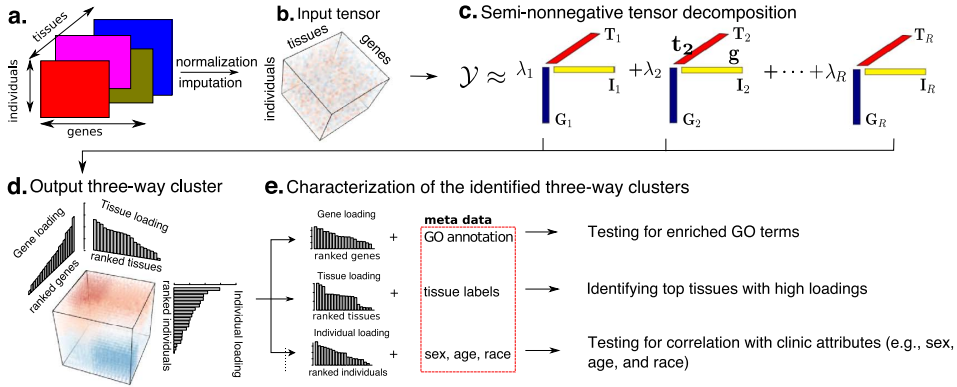 a.
tissues
individuals
genes
normalization
imputation
b. Input tensor
tissues
genes
individuals
c. Semi-nonnegative tensor decomposition
𝒴 ≈ λ1 T1 I1 G1
+λ2 t2 T2 g I2 G2
+ ··· +λR TR IR GR
d. Output three-way cluster
Gene loading
ranked genes
Tissue loading
ranked tissues
ranked individuals
Individual loading
e. Characterization of the identified three-way clusters
meta data
Gene loading
ranked genes
+ GO annotation
Testing for enriched GO terms
Tissue loading
ranked tissues
+ tissue labels
Identifying top tissues with high loadings
Individual loading
ranked individuals
+ sex, age, race
Testing for correlation with clinic attributes (e.g., sex,
age, and race)